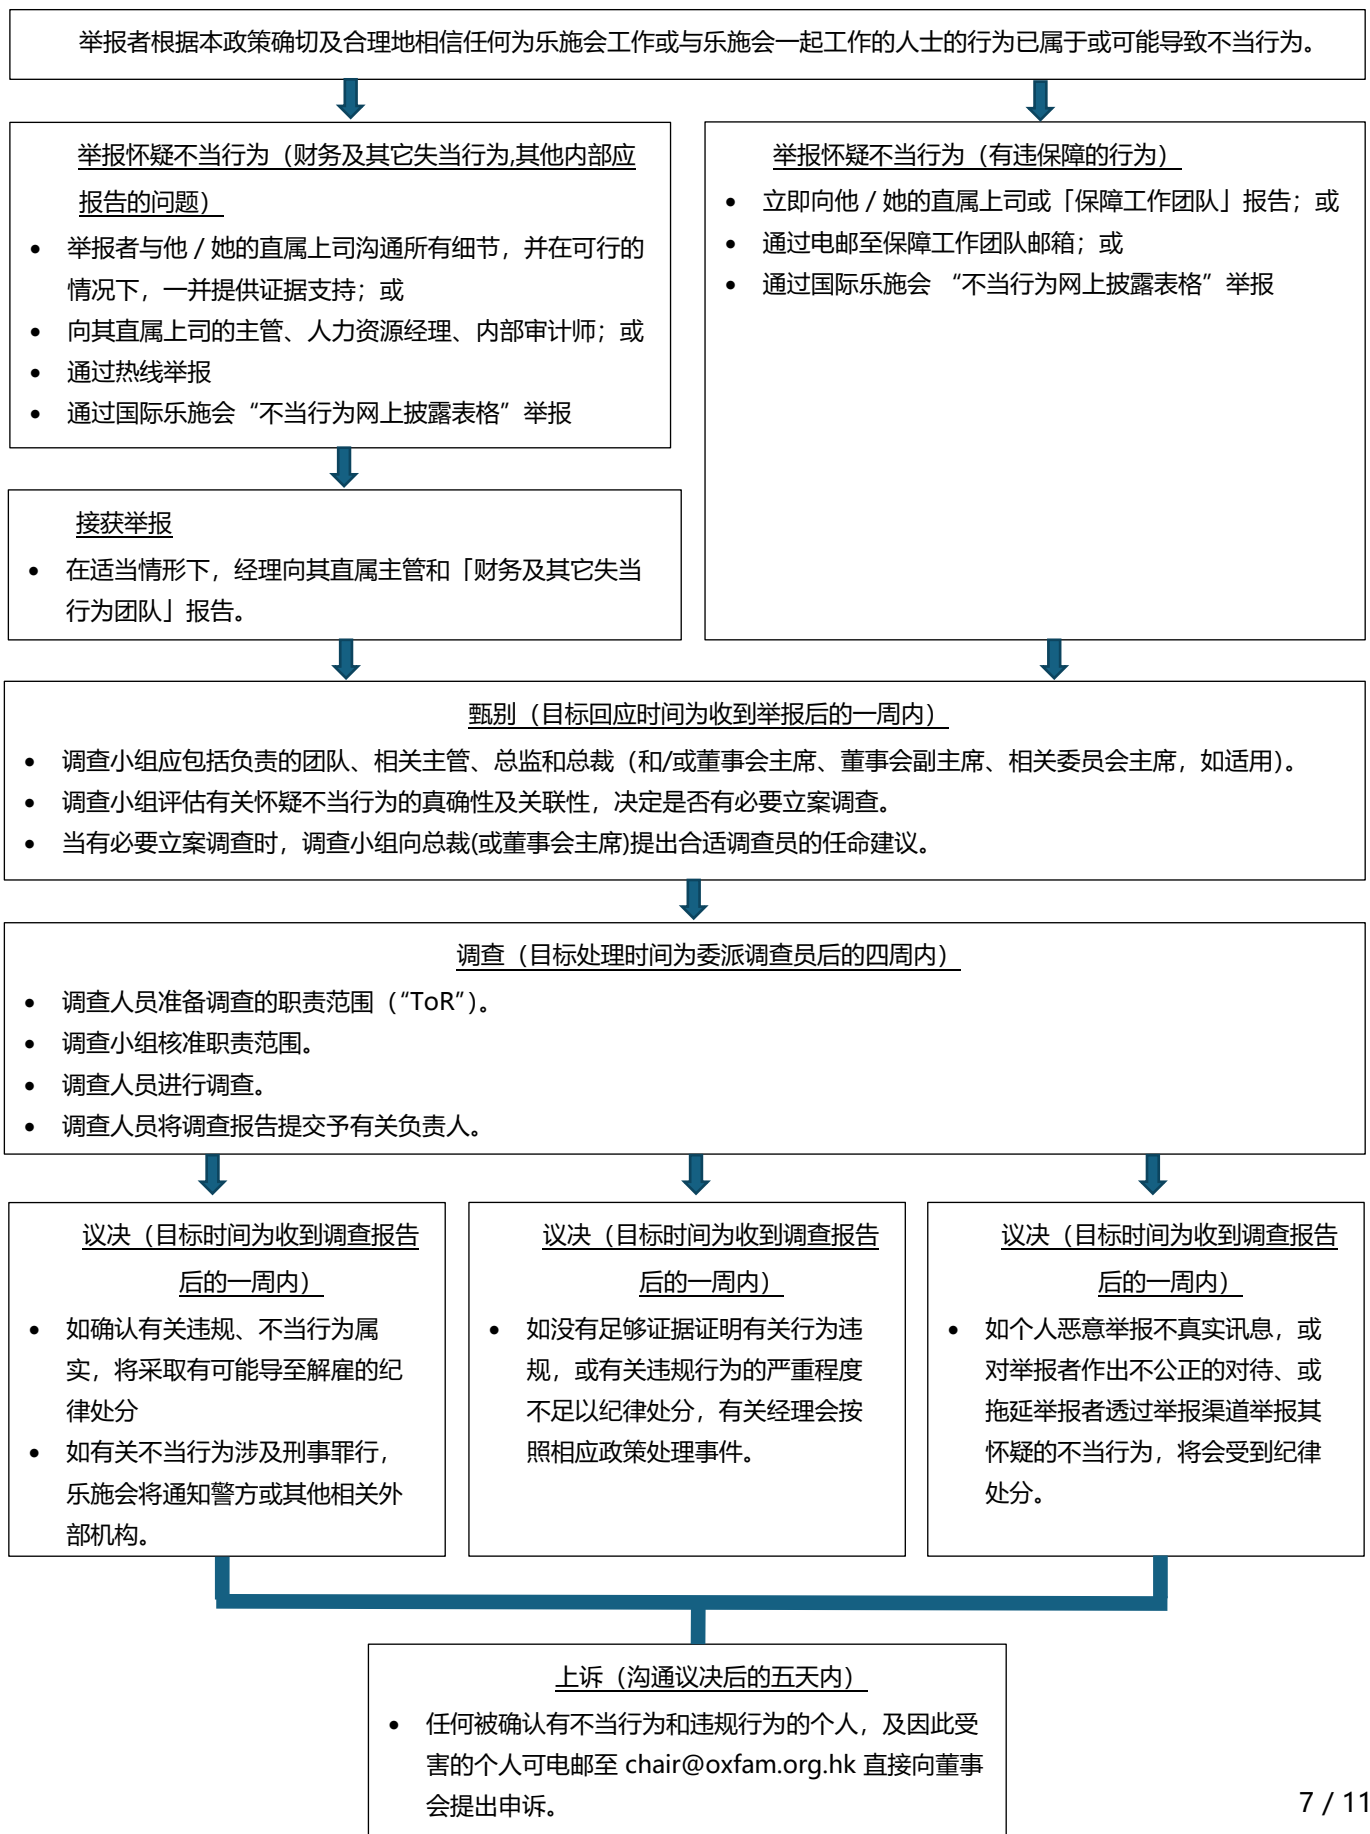 举报者根据本政策确切及合理地相信任何为乐施会工作或与乐施会一起工作的人士的行为已属于或可能导致不当行为。
举报怀疑不当行为（财务及其它失当行为,其他内部应
报告的问题）
• 举报者与他 / 她的直属上司沟通所有细节，并在可行的
情况下，一并提供证据支持；或
• 向其直属上司的主管、人力资源经理、内部审计师；或
• 通过热线举报
• 通过国际乐施会“不当行为网上披露表格”举报
举报怀疑不当行为（有违保障的行为）
• 立即向他 / 她的直属上司或「保障工作团队」报告；或
• 通过电邮至保障工作团队邮箱；或
• 通过国际乐施会 “不当行为网上披露表格”举报
接获举报
• 在适当情形下，经理向其直属主管和「财务及其它失当
行为团队」报告。
甄别（目标回应时间为收到举报后的一周内）
• 调查小组应包括负责的团队、相关主管、总监和总裁（和/或董事会主席、董事会副主席、相关委员会主席，如适用）。
• 调查小组评估有关怀疑不当行为的真确性及关联性，决定是否有必要立案调查。
• 当有必要立案调查时，调查小组向总裁(或董事会主席)提出合适调查员的任命建议。
调查（目标处理时间为委派调查员后的四周内）
• 调查人员准备调查的职责范围（“ToR”）。
• 调查小组核准职责范围。
• 调查人员进行调查。
• 调查人员将调查报告提交予有关负责人。
议决（目标时间为收到调查报告
后的一周内）
• 如确认有关违规、不当行为属
实，将采取有可能导至解雇的纪
律处分
• 如有关不当行为涉及刑事罪行，
乐施会将通知警方或其他相关外
部机构。
议决（目标时间为收到调查报告
后的一周内）
• 如没有足够证据证明有关行为违
规，或有关违规行为的严重程度
不足以纪律处分，有关经理会按
照相应政策处理事件。
议决（目标时间为收到调查报告
后的一周内）
• 如个人恶意举报不真实讯息，或
对举报者作出不公正的对待、或
拖延举报者透过举报渠道举报其
怀疑的不当行为，将会受到纪律
处分。
上诉（沟通议决后的五天内）
• 任何被确认有不当行为和违规行为的个人，及因此受
害的个人可电邮至 chair@oxfam.org.hk 直接向董事
会提出申诉。
7 / 11